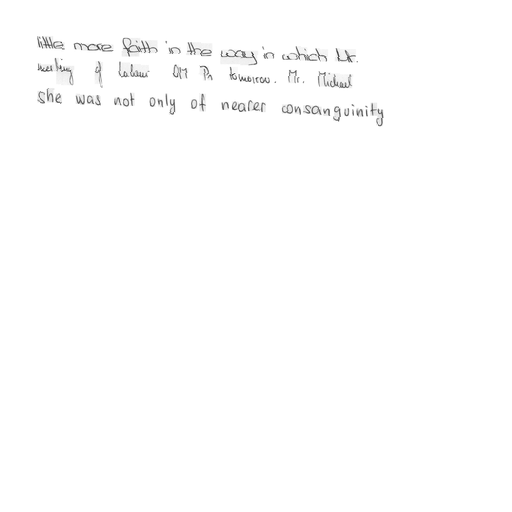 little more faith in the way in which Mr.
meeting of Labour tomorrow. Mr. Michael
she was not only of nearer consanguinity